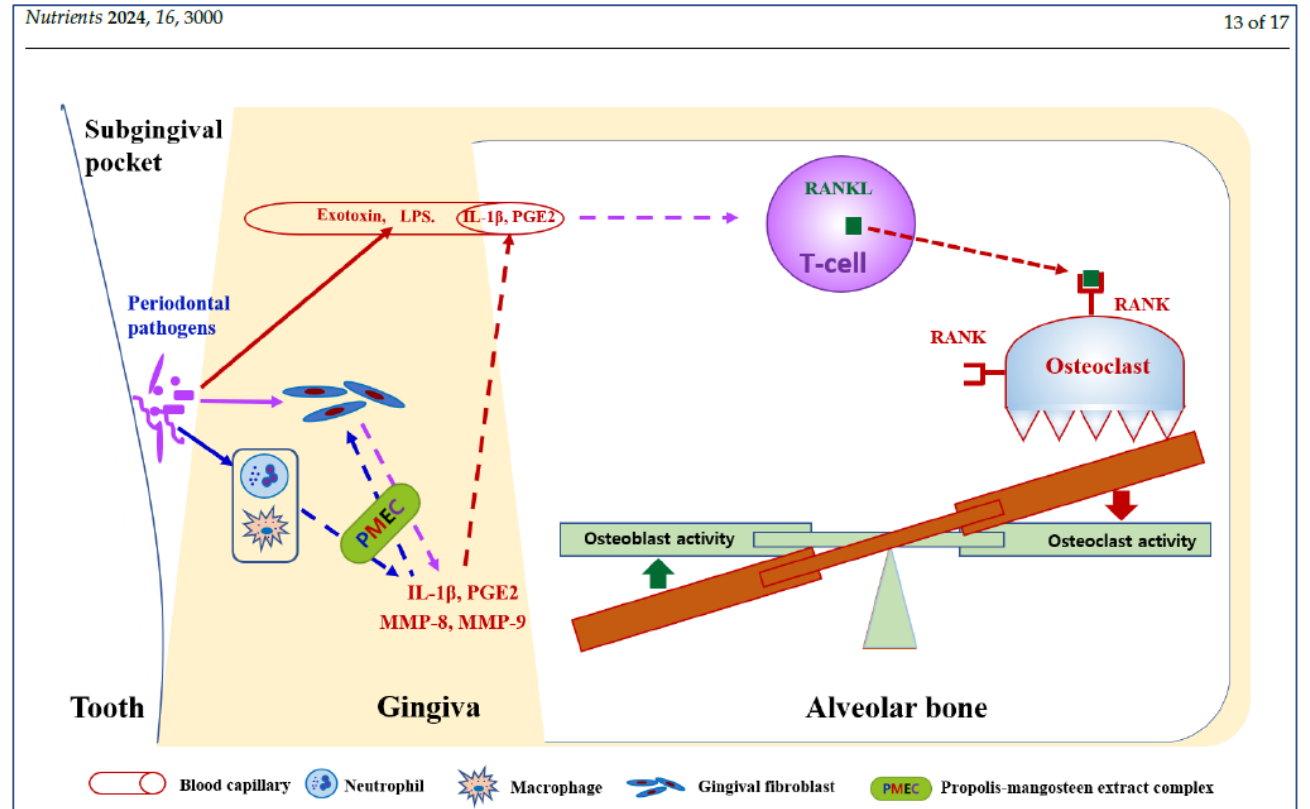 Nutrients 2024, 16, 3000
13 of 17
Subgingival
pocket
Exotoxin, LPS.
IL-1β, PGE2
RANKL
T-cell
Periodontal
pathogens
RANK
RANK
Osteoclast
PMEC
Osteoblast activity
Osteoclast activity
IL-1β, PGE2
MMP-8, MMP-9
Tooth
Gingiva
Alveolar bone
Blood capillary
Neutrophil
Macrophage
Gingival fibroblast
PMEC
Propolis-mangosteen extract complex